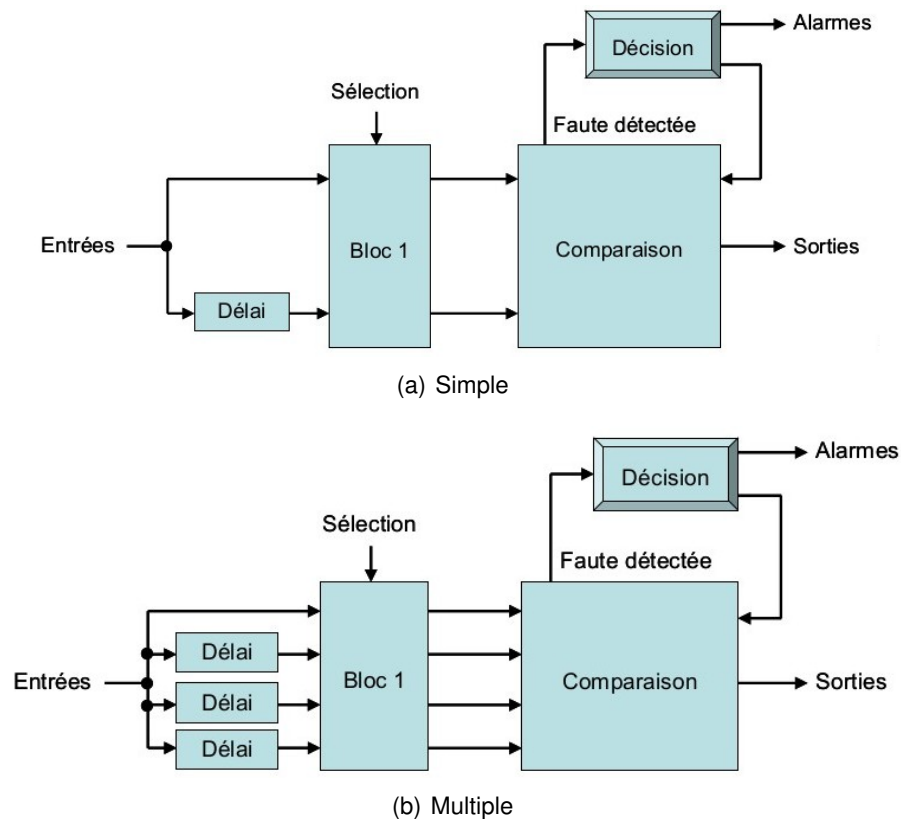 Alarmes
Décision
Sélection
Faute détectée
Entrées
Bloc 1
Comparaison
Sorties
Délai
(a) Simple
Alarmes
Décision
Sélection
Faute détectée
Délai
Entrées
Bloc 1
Comparaison
Sorties
Délai
Délai
(b) Multiple